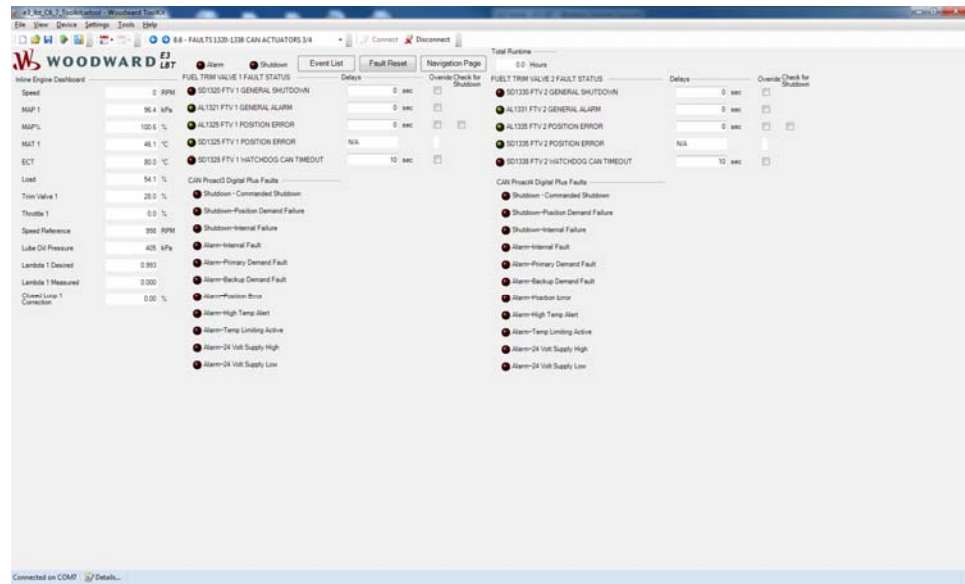 e3_lbt_C6_7_Toolkit.wstool - Woodward ToolKit
File View Device Settings Tools Help
8.6 - FAULTS 1320-1338 CAN ACTUATORS 3/4 Connect Disconnect
WOODWARD E3 LBT
Alarm Shutdown Event List Fault Reset Navigation Page
Total Runtime
0.0 Hours
Inline Engine Dashboard
Speed 0 RPM
MAP 1 96.4 kPa
MAP% 100.6 %
MAT 1 46.1 °C
ECT 80.0 °C
Load 54.1 %
Trim Valve 1 28.0 %
Throttle 1 0.0 %
Speed Reference 998 RPM
Lube Oil Pressure 405 kPa
Lambda 1 Desired 0.993
Lambda 1 Measured 0.000
Closed Loop 1 Correction 0.00 %
FUEL TRIM VALVE 1 FAULT STATUS Delays Override Check for Shutdown
SD1320 FTV 1 GENERAL SHUTDOWN 0 sec
AL1321 FTV 1 GENERAL ALARM 0 sec
AL1325 FTV 1 POSITION ERROR 0 sec
SD1325 FTV 1 POSITION ERROR N/A
SD1328 FTV 1 WATCHDOG CAN TIMEOUT 10 sec
CAN Proact3 Digital Plus Faults
Shutdown - Commanded Shutdown
Shutdown-Position Demand Failure
Shutdown-Internal Failure
Alarm-Internal Fault
Alarm-Primary Demand Fault
Alarm-Backup Demand Fault
Alarm-Position Error
Alarm-High Temp Alert
Alarm-Temp Limiting Active
Alarm-24 Volt Supply High
Alarm-24 Volt Supply Low
FUELT TRIM VALVE 2 FAULT STATUS Delays Override Check for Shutdown
SD1330 FTV 2 GENERAL SHUTDOWN 0 sec
AL1331 FTV 2 GENERAL ALARM 0 sec
AL1335 FTV 2 POSITION ERROR 0 sec
SD1335 FTV 2 POSITION ERROR N/A
SD1338 FTV 2 WATCHDOG CAN TIMEOUT 10 sec
CAN Proact4 Digital Plus Faults
Shutdown - Commanded Shutdown
Shutdown-Position Demand Failure
Shutdown-Internal Failure
Alarm-Internal Fault
Alarm-Primary Demand Fault
Alarm-Backup Demand Fault
Alarm-Position Error
Alarm-High Temp Alert
Alarm-Temp Limiting Active
Alarm-24 Volt Supply High
Alarm-24 Volt Supply Low
Connected on COM7 Details...